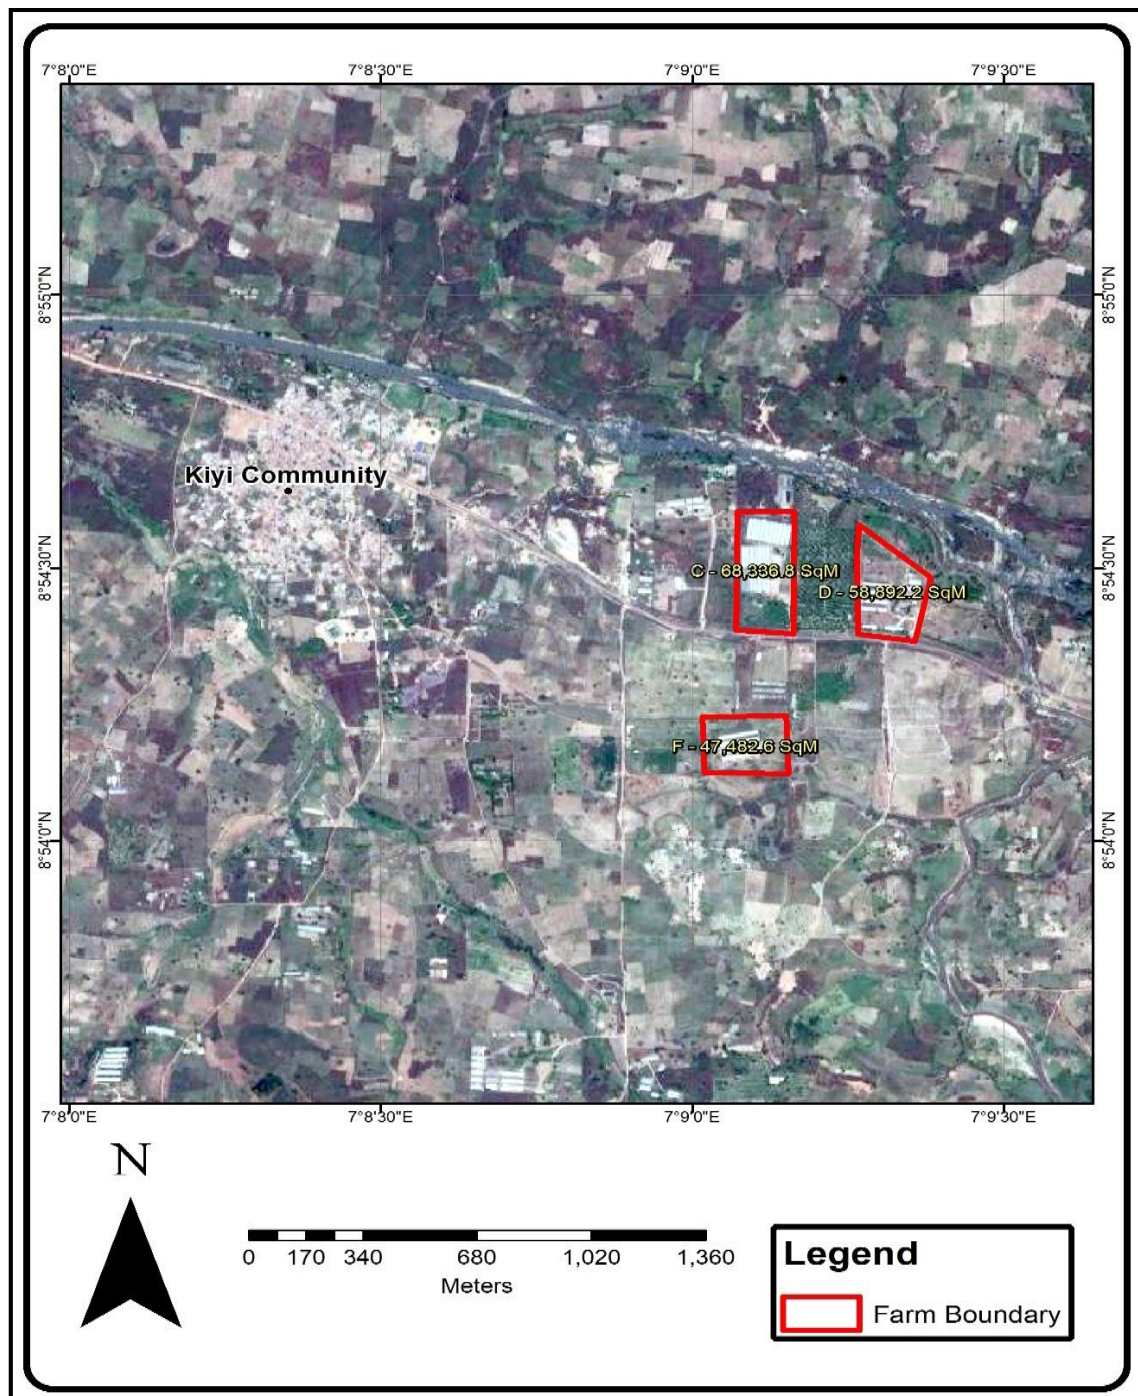 7°8'0"E 7°8'30"E 7°9'0"E 7°9'30"E
8°55'0"N 8°55'0"N
Kiyi Community
8°54'30"N 8°54'30"N
C - 68,336.8 SqM
D - 58,892.2 SqM
F - 47,482.6 SqM
8°54'0"N 8°54'0"N
7°8'0"E 7°8'30"E 7°9'0"E 7°9'30"E
N
0 170 340 680 1,020 1,360
Meters
Legend
Farm Boundary